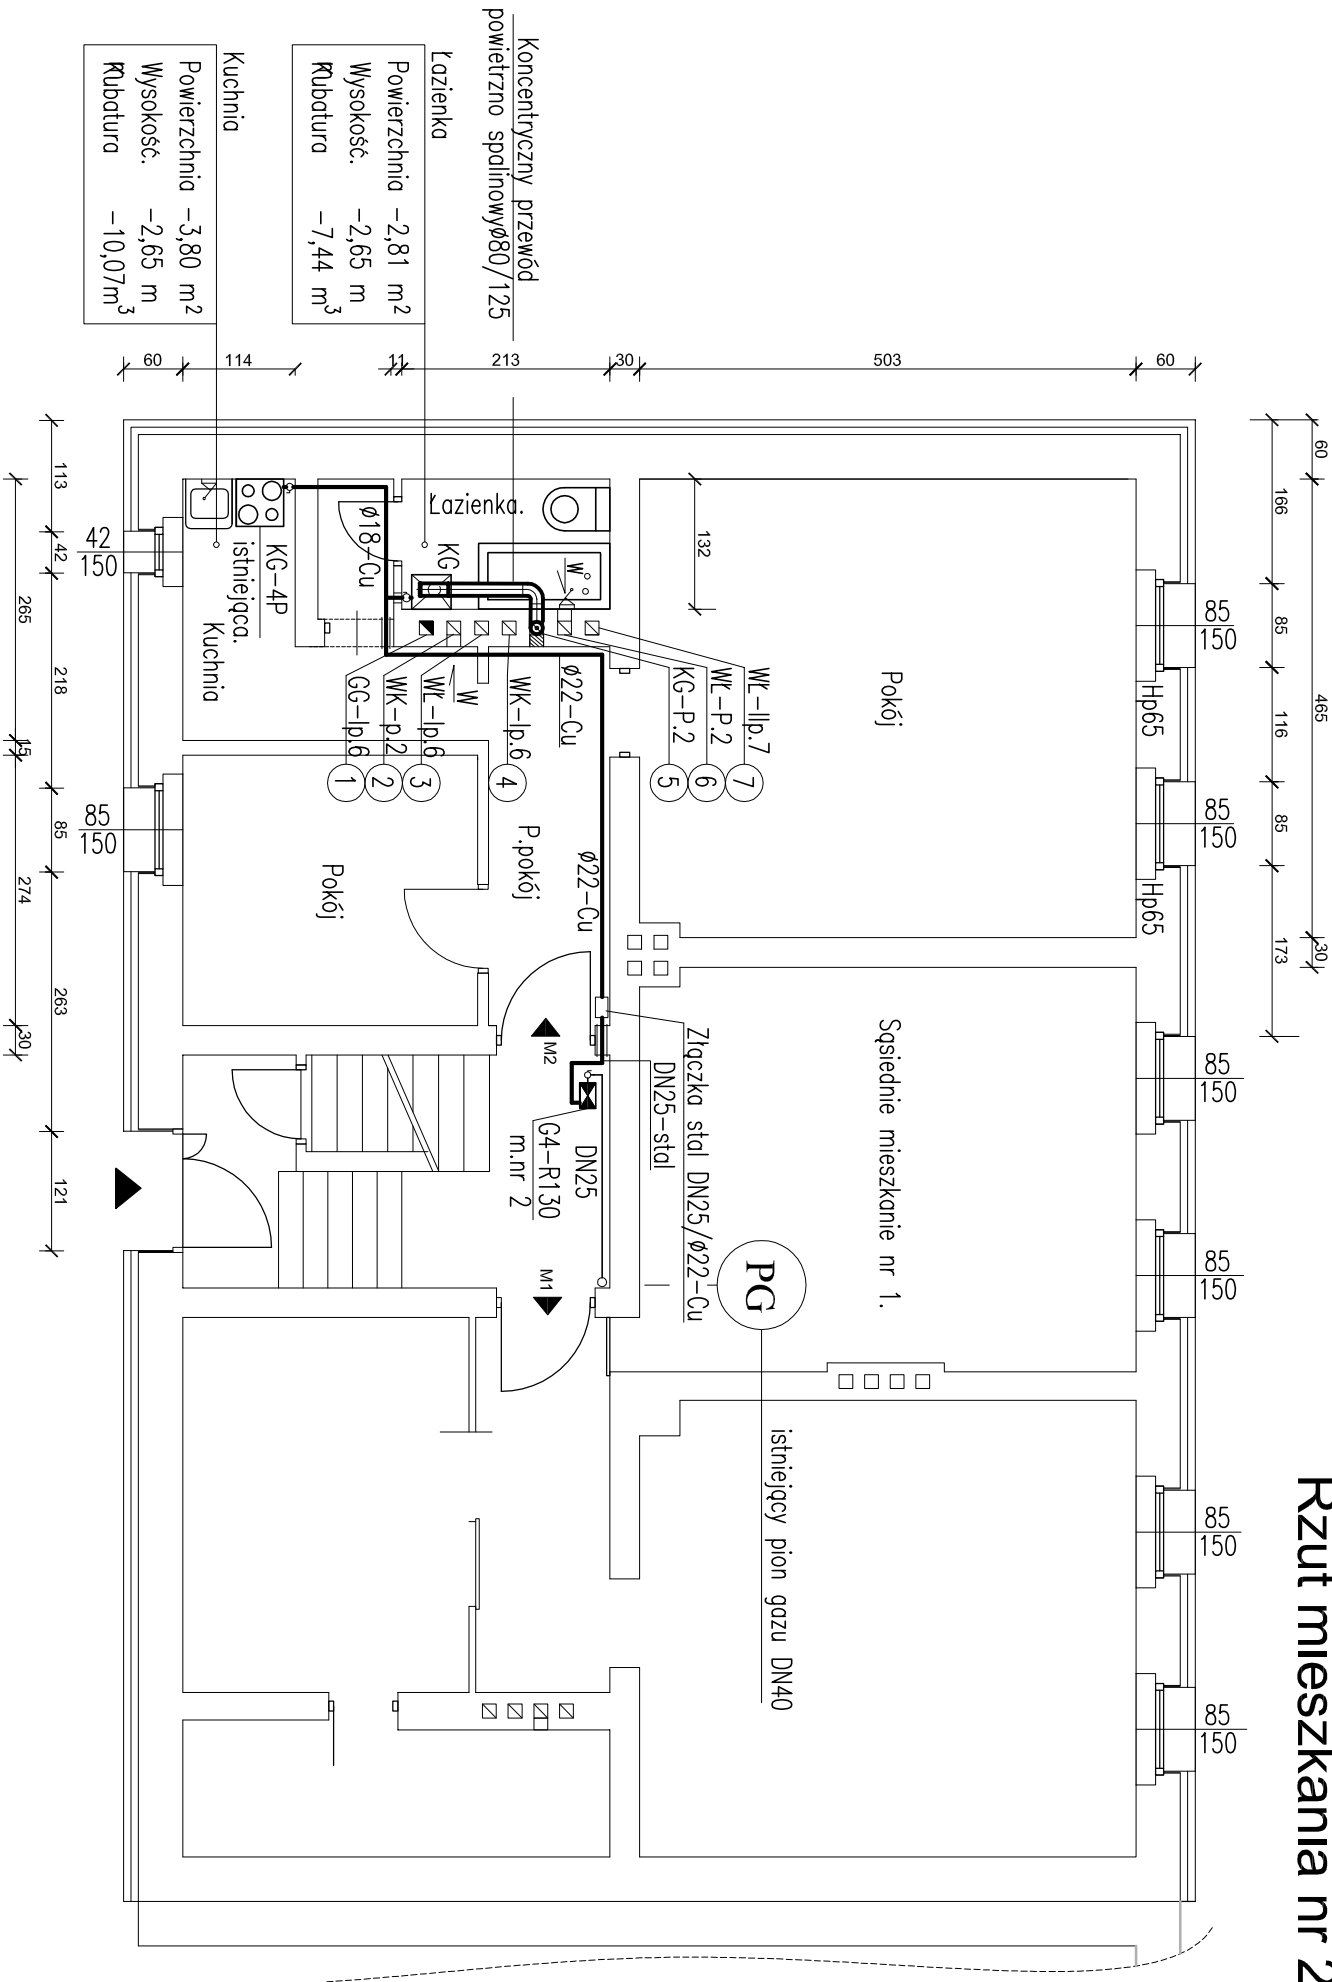 Rzut mieszkania nr 2
60
465
30
166
85
116
85
173
85
150
85
150
85
150
85
150
85
150
85
150
Hp65
Hp65
60
503
30
213
11
114
60
132
Pokój
Sąsiednie mieszkanie nr 1.
PG
istniejący pion gazu DN40
WŁ-IIp.7
7
WŁ-P.2
6
KG-P.2
5
WK-Ip.6
4
WŁ-Ip.6
3
WK-p.2
2
GG-Ip.6
1
W
W
Złączka stal DN25/ø22-Cu
DN25-stal
DN25
G4-R130
m.nr 2
M2
M1
ø22-Cu
ø22-Cu
ø18-Cu
P.pokój
Pokój
Łazienka.
KG
KG-4P
istniejąca.
Kuchnia
Koncentryczny przewód
powietrzno spalinowyø80/125
Łazienka
Powierzchnia -2,81 m²
Wysokość. -2,65 m
Kubatura -7,44 m³
Kuchnia
Powierzchnia -3,80 m²
Wysokość. -2,65 m
Kubatura -10,07m³
42
150
85
150
113
42
218
85
263
121
265
15
274
30